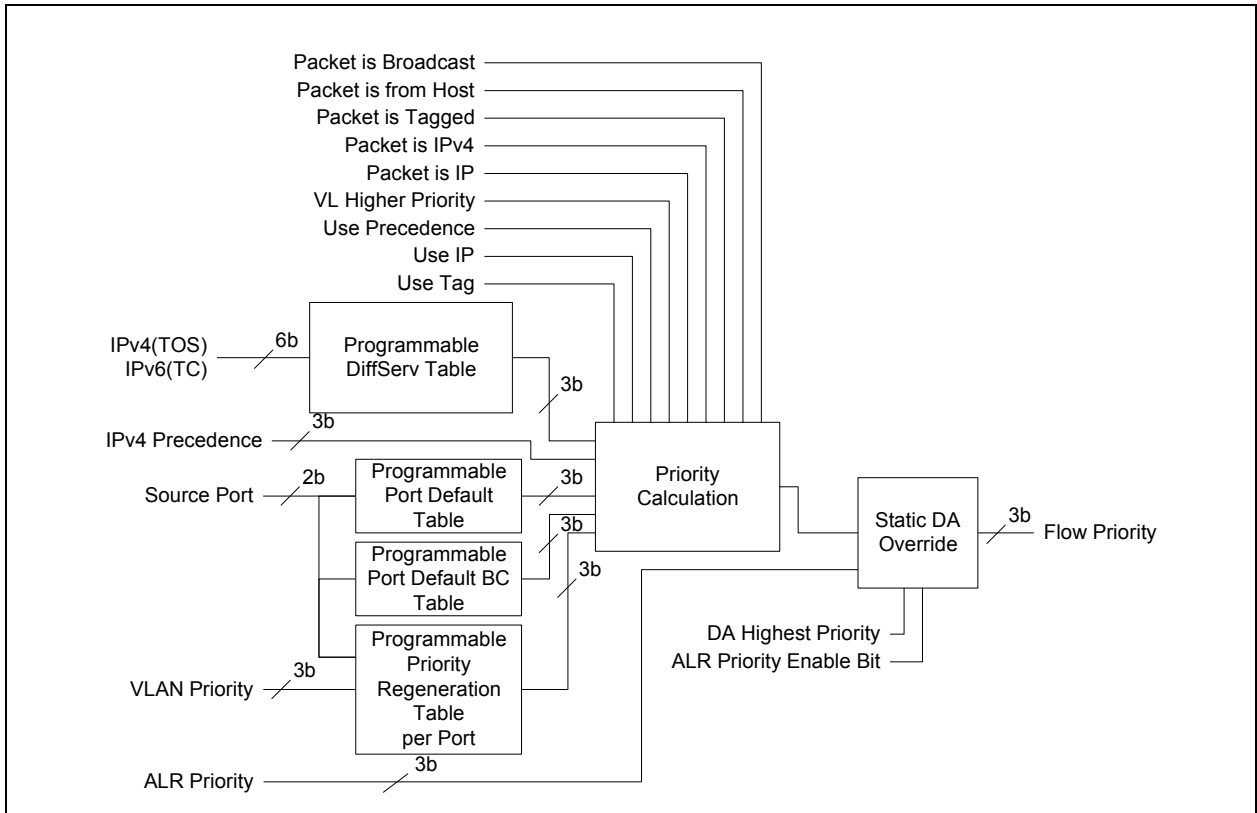 Packet is Broadcast
Packet is from Host
Packet is Tagged
Packet is IPv4
Packet is IP
VL Higher Priority
Use Precedence
Use IP
Use Tag
IPv4(TOS)
IPv6(TC)
6b
Programmable
DiffServ Table
3b
IPv4 Precedence
3b
Source Port
2b
Programmable
Port Default
Table
3b
Programmable
Port Default BC
Table
3b
VLAN Priority
3b
Programmable
Priority
Regeneration
Table
per Port
3b
ALR Priority
3b
Priority
Calculation
Static DA
Override
3b
Flow Priority
DA Highest Priority
ALR Priority Enable Bit